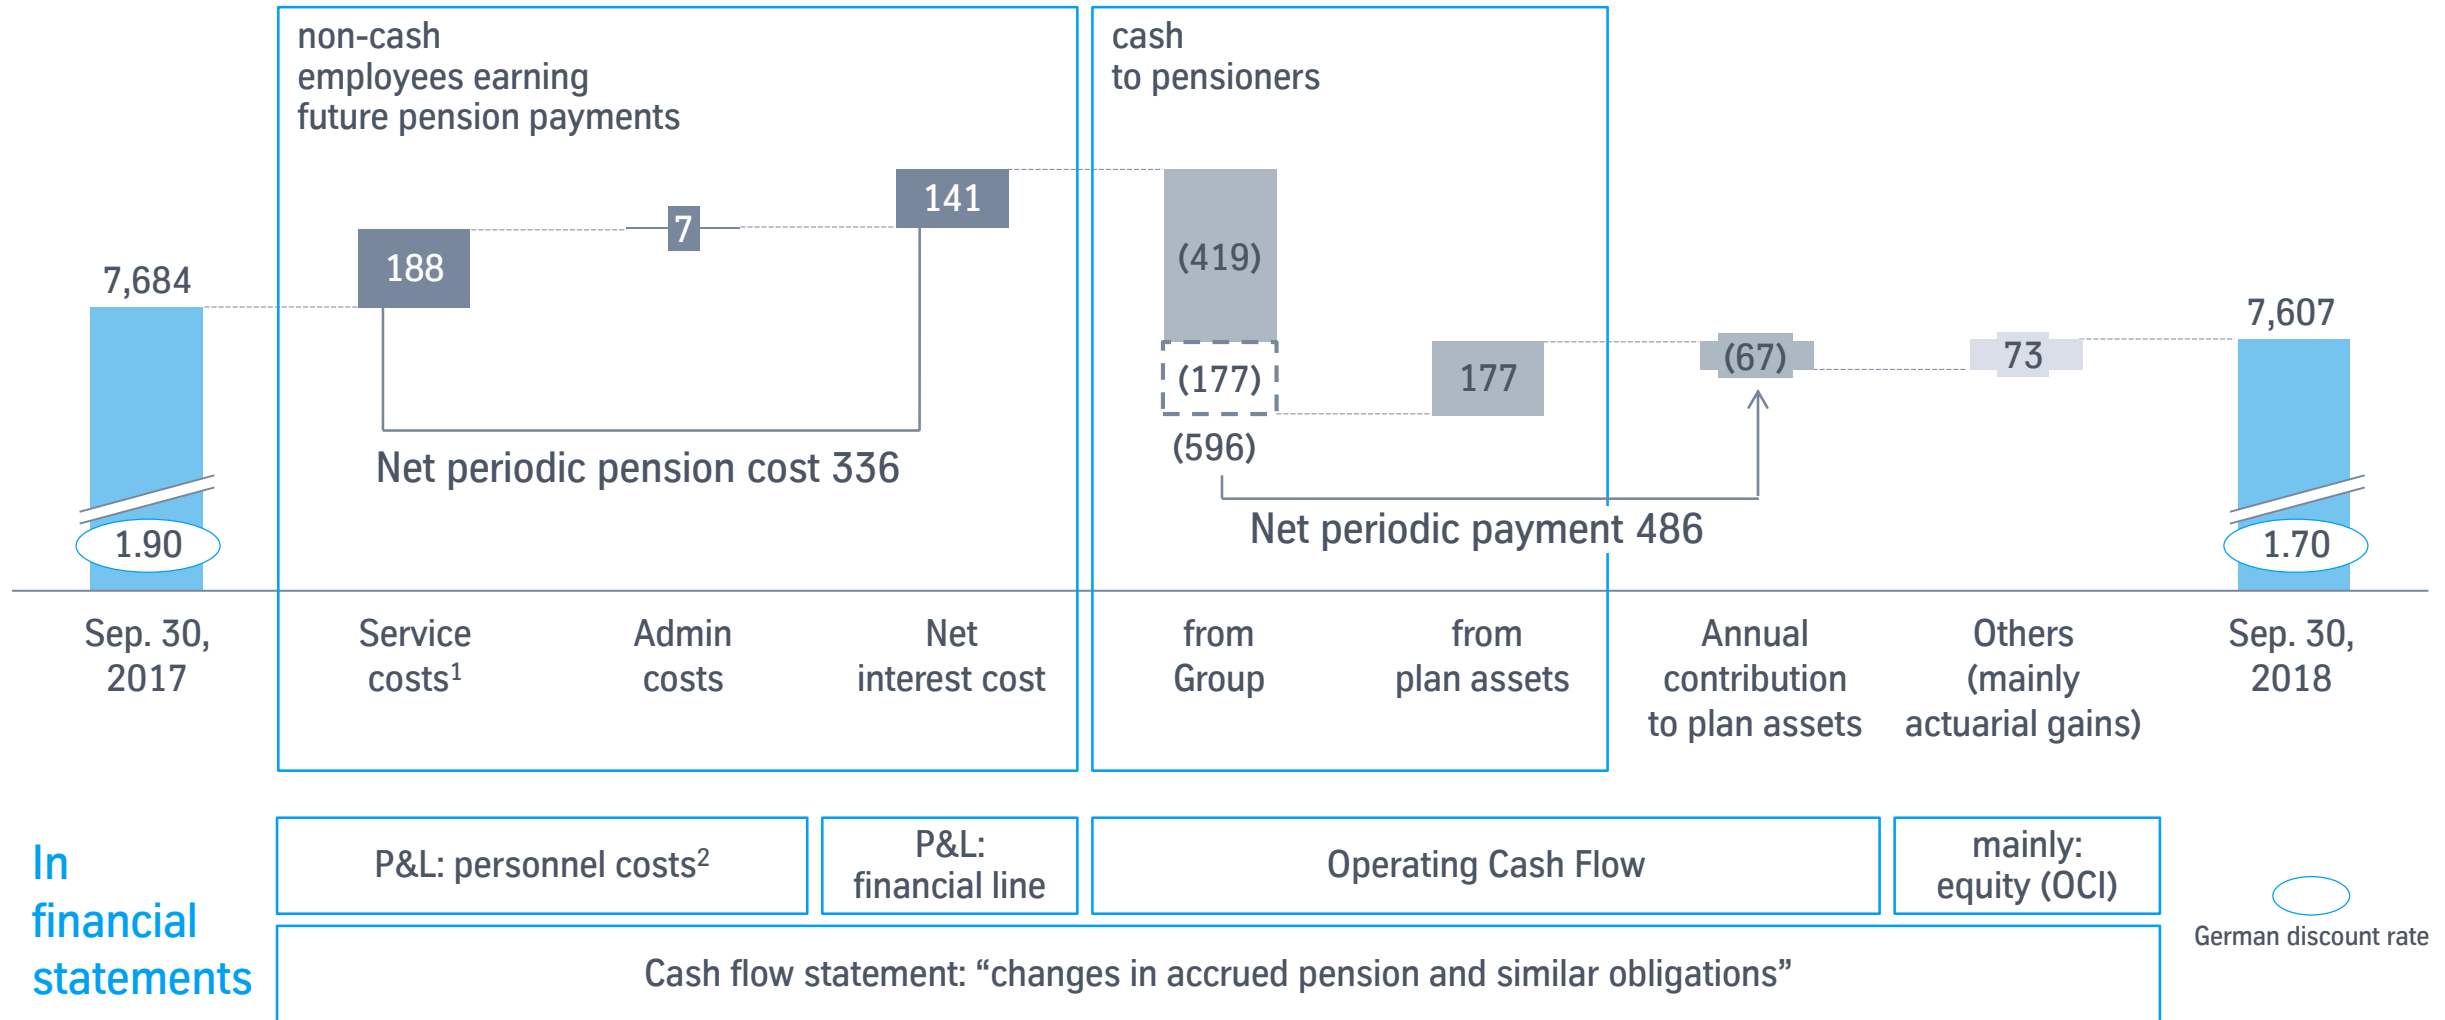 non-cash
employees earning
future pension payments
cash
to pensioners
7,684
188
7
141
(419)
(177)
(596)
177
(67)
73
7,607
Net periodic pension cost 336
Net periodic payment 486
1.90
1.70
Sep. 30,
2017
Service
costs¹
Admin
costs
Net
interest cost
from
Group
from
plan assets
Annual
contribution
to plan assets
Others
(mainly
actuarial gains)
Sep. 30,
2018
In
financial
statements
P&L: personnel costs²
P&L:
financial line
Operating Cash Flow
mainly:
equity (OCI)
German discount rate
Cash flow statement: “changes in accrued pension and similar obligations”